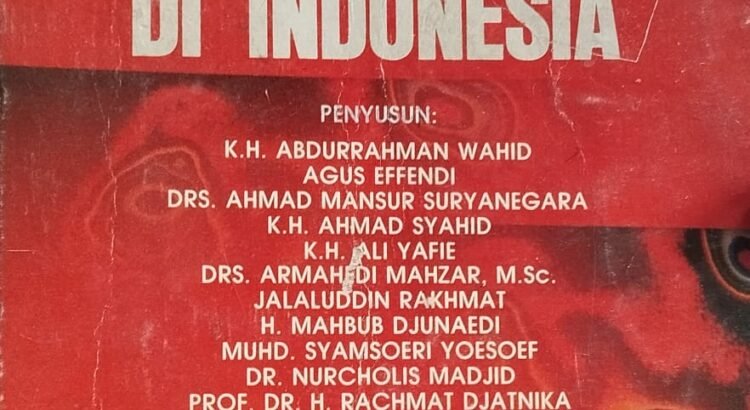 DI INDONESIA
PENYUSUN:
K.H. ABDURRAHMAN WAHID
AGUS EFFENDI
DRS. AHMAD MANSUR SURYANEGARA
K.H. AHMAD SYAHID
K.H. ALI YAFIE
DRS. ARMAHEDI MAHZAR, M.Sc.
JALALUDDIN RAKHMAT
H. MAHBUB DJUNAEDI
MUHD. SYAMSOERI YOESOEF
DR. NURCHOLIS MADJID
PROF. DR. H. RACHMAT DJATNIKA